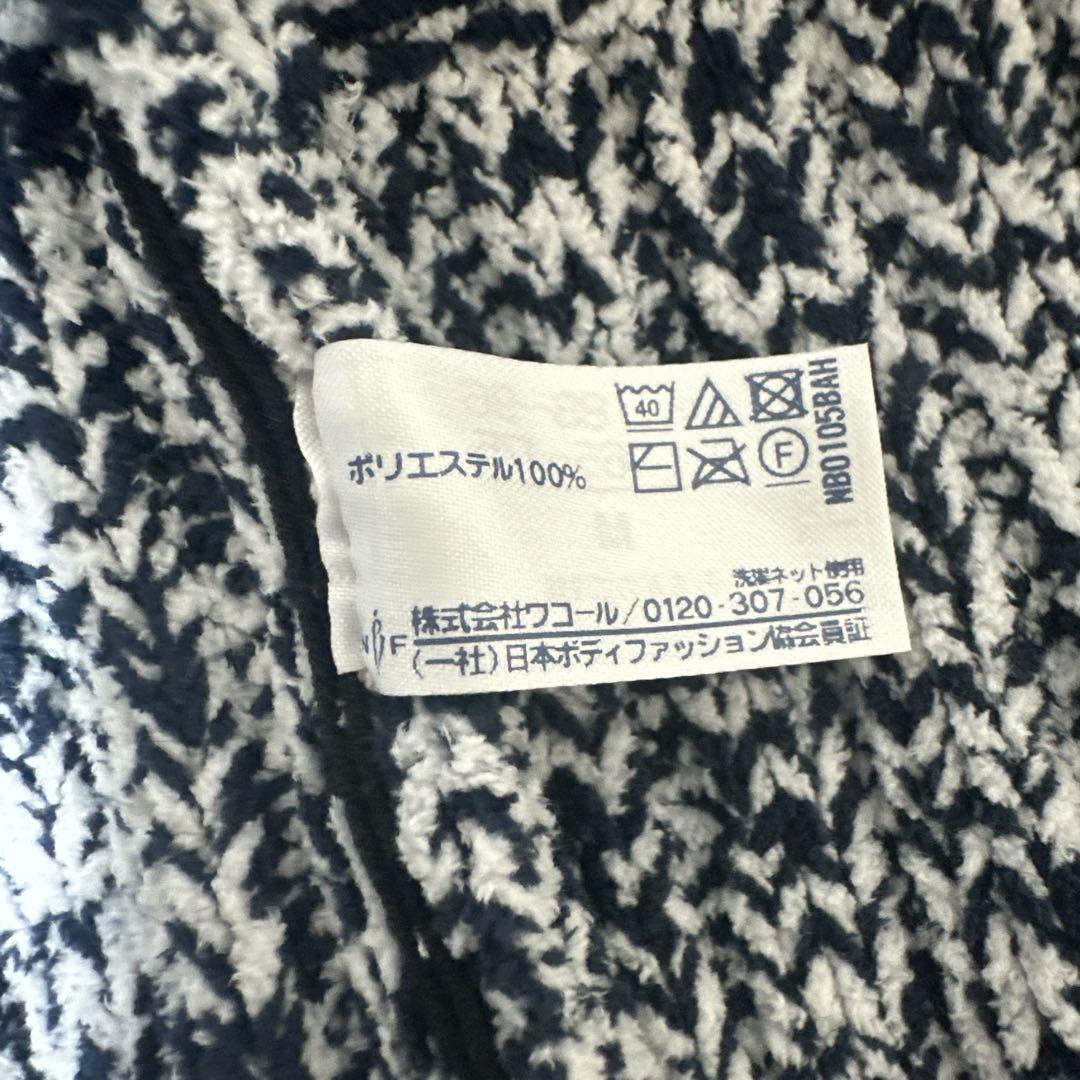 40
F
NB0105BAH
ポリエステル100%
洗濯ネット使用
株式会社ワコール/0120-307-056
N B F (一社)日本ボディファッション協会員証